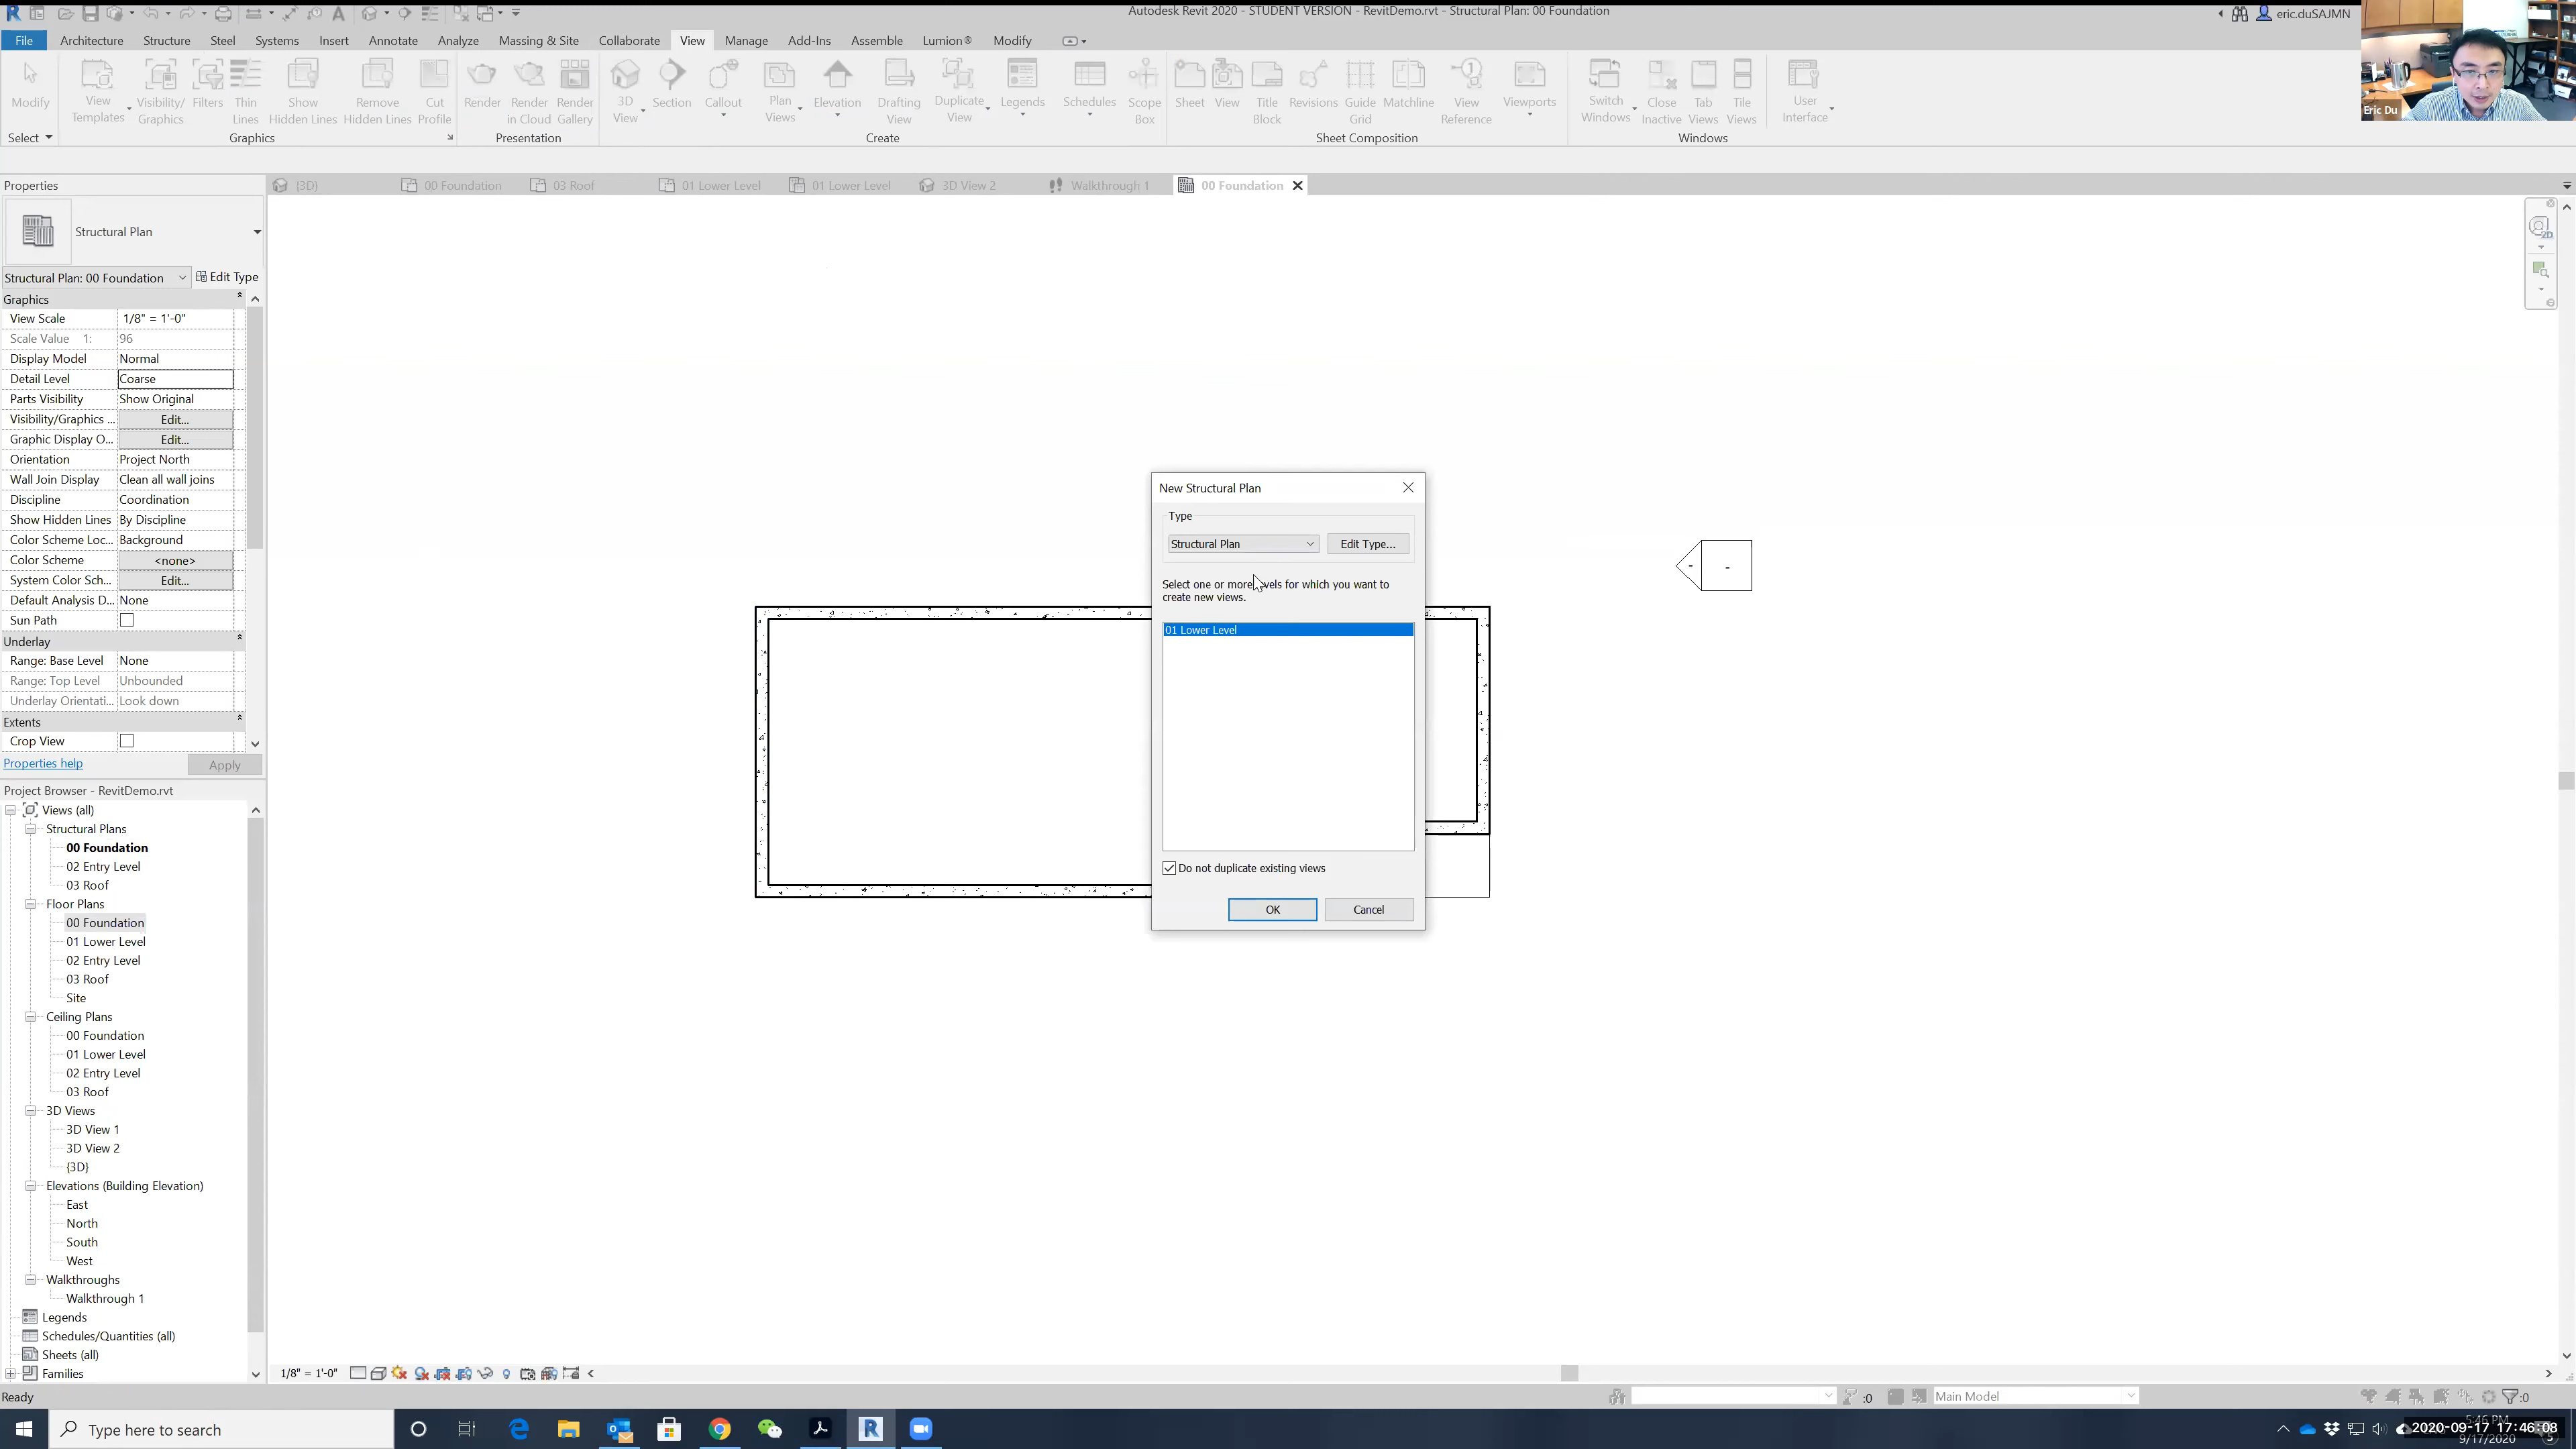 Autodesk Revit 2020 - STUDENT VERSION - RevitDemo.rvt - Structural Plan: 00 Foundation
eric.duSAJMN
File Architecture Structure Steel Systems Insert Annotate Analyze Massing & Site Collaborate View Manage Add-Ins Assemble Lumion® Modify
Modify
View Templates
Visibility/ Graphics
Filters
Thin Lines
Show Hidden Lines
Remove Hidden Lines
Cut Profile
Render
Render in Cloud
Render Gallery
3D View
Section
Callout
Plan Views
Elevation
Drafting View
Duplicate View
Legends
Schedules
Scope Box
Sheet
View
Title Block
Revisions
Guide Grid
Matchline
View Reference
Viewports
Switch Windows
Close Inactive
Tab Views
Tile Views
User Interface
Eric Du
Select Graphics Presentation Create Sheet Composition Windows
Properties
{3D} 00 Foundation 03 Roof 01 Lower Level 01 Lower Level 3D View 2 Walkthrough 1 00 Foundation
2D
Structural Plan
Structural Plan: 00 Foundation Edit Type
Graphics
View Scale 1/8" = 1'-0"
Scale Value 1: 96
Display Model Normal
Detail Level Coarse
Parts Visibility Show Original
Visibility/Graphics ... Edit...
Graphic Display O... Edit...
Orientation Project North
Wall Join Display Clean all wall joins
Discipline Coordination
Show Hidden Lines By Discipline
Color Scheme Loc... Background
Color Scheme <none>
System Color Sch... Edit...
Default Analysis D... None
Sun Path
Underlay
Range: Base Level None
Range: Top Level Unbounded
Underlay Orientati... Look down
Extents
Crop View
Properties help Apply
New Structural Plan
Type
Structural Plan Edit Type...
Select one or more levels for which you want to
create new views.
01 Lower Level
Do not duplicate existing views
OK Cancel
- -
Project Browser - RevitDemo.rvt
Views (all)
Structural Plans
00 Foundation
02 Entry Level
03 Roof
Floor Plans
00 Foundation
01 Lower Level
02 Entry Level
03 Roof
Site
Ceiling Plans
00 Foundation
01 Lower Level
02 Entry Level
03 Roof
3D Views
3D View 1
3D View 2
{3D}
Elevations (Building Elevation)
East
North
South
West
Walkthroughs
Walkthrough 1
Legends
Schedules/Quantities (all)
Sheets (all)
Families
1/8" = 1'-0"
Ready
:0 Main Model :0
Type here to search
5:46 PM
2020-09-17 17:46:08
9/17/2020